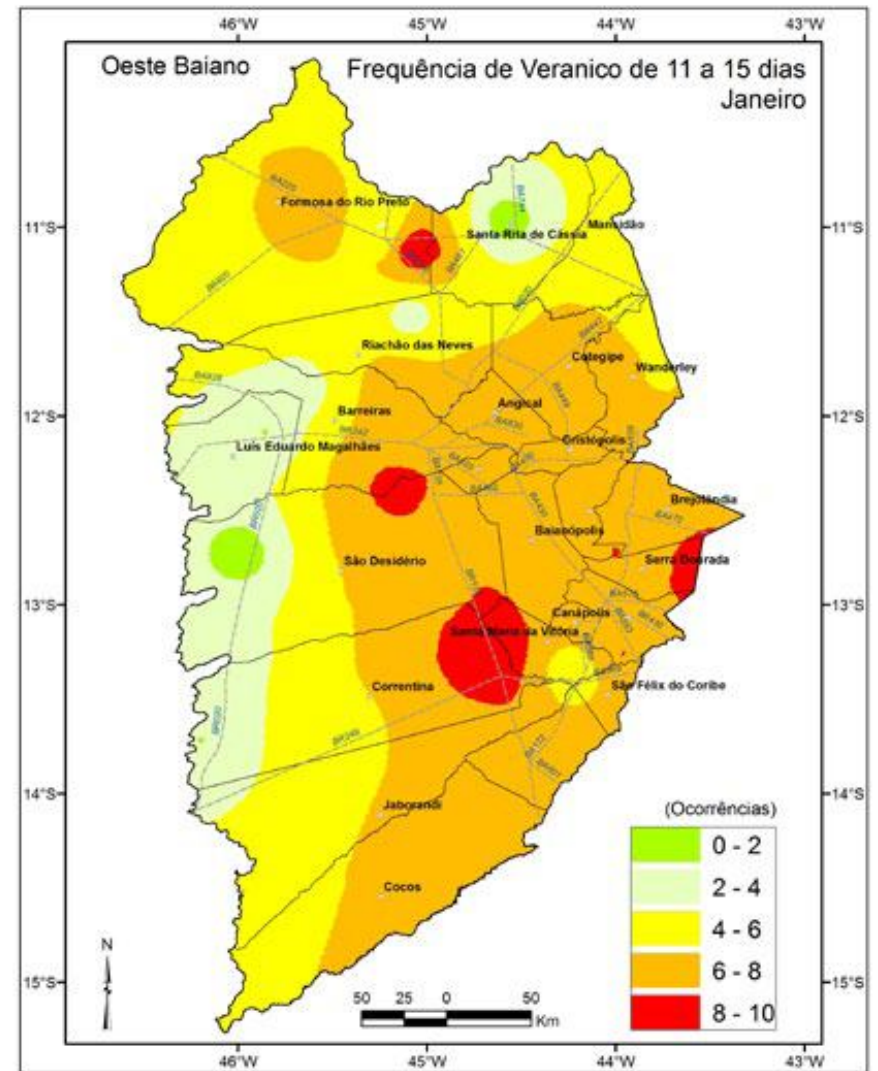 46°W 45°W 44°W 43°W
Oeste Baiano
Frequência de Veranico de 11 a 15 dias
Janeiro
Formosa do Rio Preto
11°S 11°S
Mansidão
Santa Rita de Cássia
Riachão das Neves
Cotegipe
Wanderley
Angical
Barreiras
12°S 12°S
Cristópolis
Luís Eduardo Magalhães
Brejolândia
Baianópolis
São Desidério
Serra Dourada
13°S 13°S
Canápolis
Santa Maria da Vitória
Correntina
São Félix do Coribe
14°S 14°S
Jaborandi
(Ocorrências)
0 - 2
2 - 4
Cocos
4 - 6
N
15°S 15°S
6 - 8
50 25 0 50
Km
8 - 10
46°W 45°W 44°W 43°W